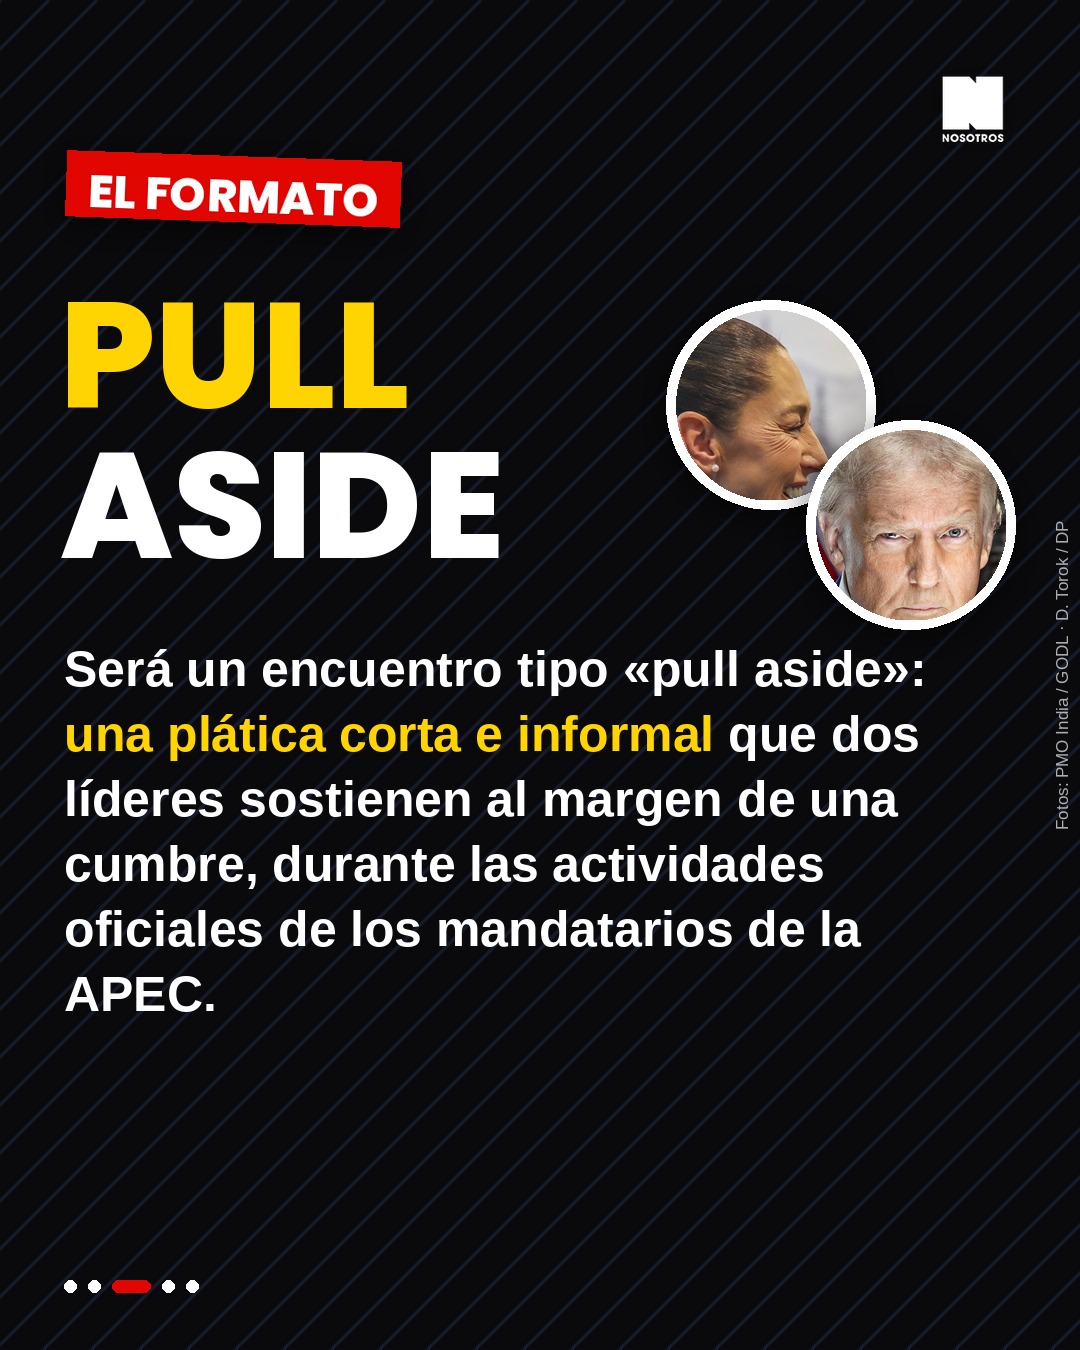 NOSOTROS
EL FORMATO
PULL
ASIDE
Será un encuentro tipo «pull aside»:
una plática corta e informal que dos
líderes sostienen al margen de una
cumbre, durante las actividades
oficiales de los mandatarios de la
APEC.
Fotos: PMO India / GODL · D. Torok / DP